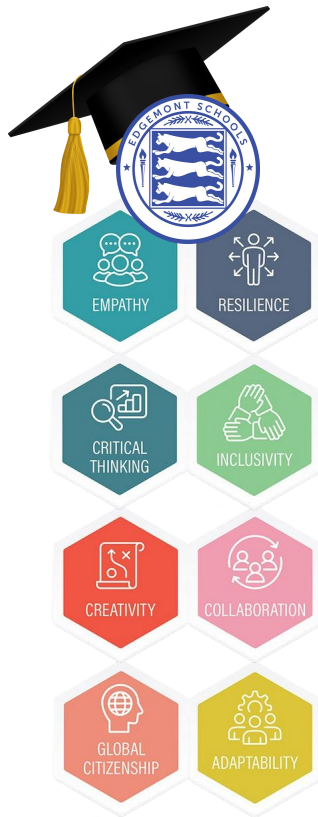 EDGEMONT SCHOOLS
EMPATHY
RESILIENCE
CRITICAL
THINKING
INCLUSIVITY
CREATIVITY
COLLABORATION
GLOBAL
CITIZENSHIP
ADAPTABILITY